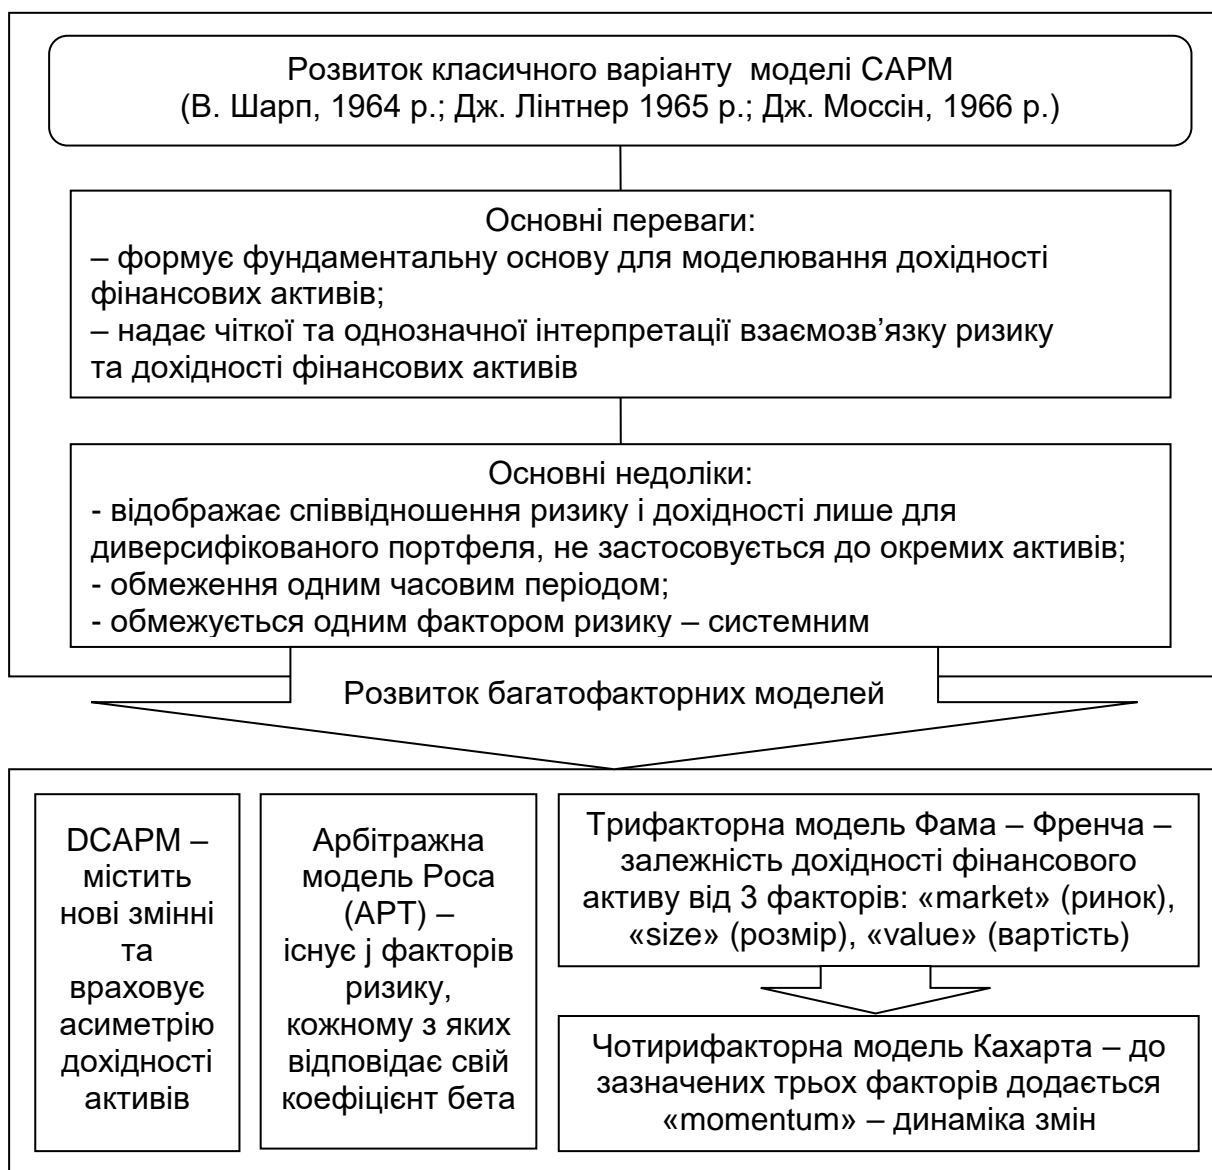 Розвиток класичного варіанту моделі CAPM
(В. Шарп, 1964 р.; Дж. Лінтнер 1965 р.; Дж. Моссін, 1966 р.)
Основні переваги:
– формує фундаментальну основу для моделювання дохідності
фінансових активів;
– надає чіткої та однозначної інтерпретації взаємозв’язку ризику
та дохідності фінансових активів
Основні недоліки:
- відображає співвідношення ризику і дохідності лише для
диверсифікованого портфеля, не застосовується до окремих активів;
- обмеження одним часовим періодом;
- обмежується одним фактором ризику – системним
Розвиток багатофакторних моделей
DCAPM –
містить
нові змінні
та
враховує
асиметрію
дохідності
активів
Арбітражна
модель Роса
(APT) –
існує j факторів
ризику,
кожному з яких
відповідає свій
коефіцієнт бета
Трифакторна модель Фама – Френча –
залежність дохідності фінансового
активу від 3 факторів: «market» (ринок),
«size» (розмір), «value» (вартість)
Чотирифакторна модель Кахарта – до
зазначених трьох факторів додається
«momentum» – динаміка змін